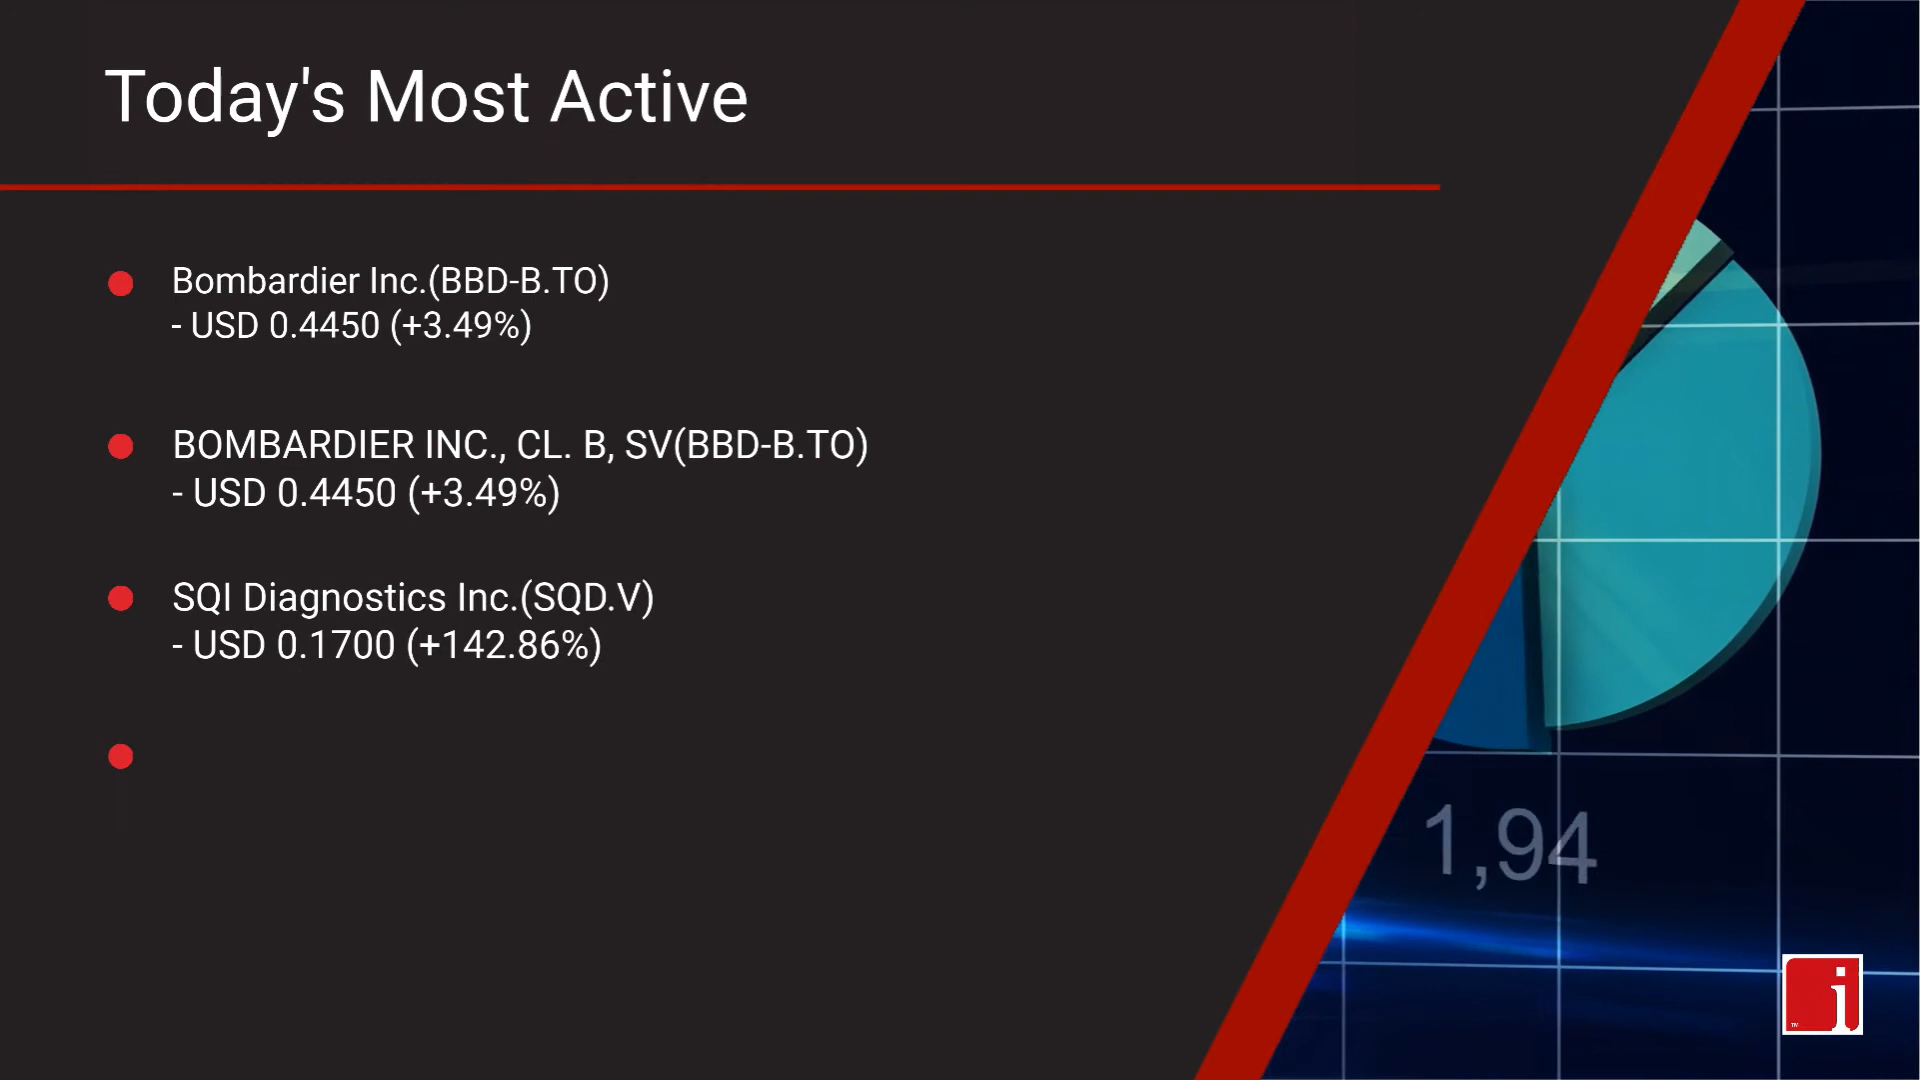 Today's Most Active
Bombardier Inc.(BBD-B.TO)
- USD 0.4450 (+3.49%)
BOMBARDIER INC., CL. B, SV(BBD-B.TO)
- USD 0.4450 (+3.49%)
SQI Diagnostics Inc.(SQD.V)
- USD 0.1700 (+142.86%)
1,94
i
TM